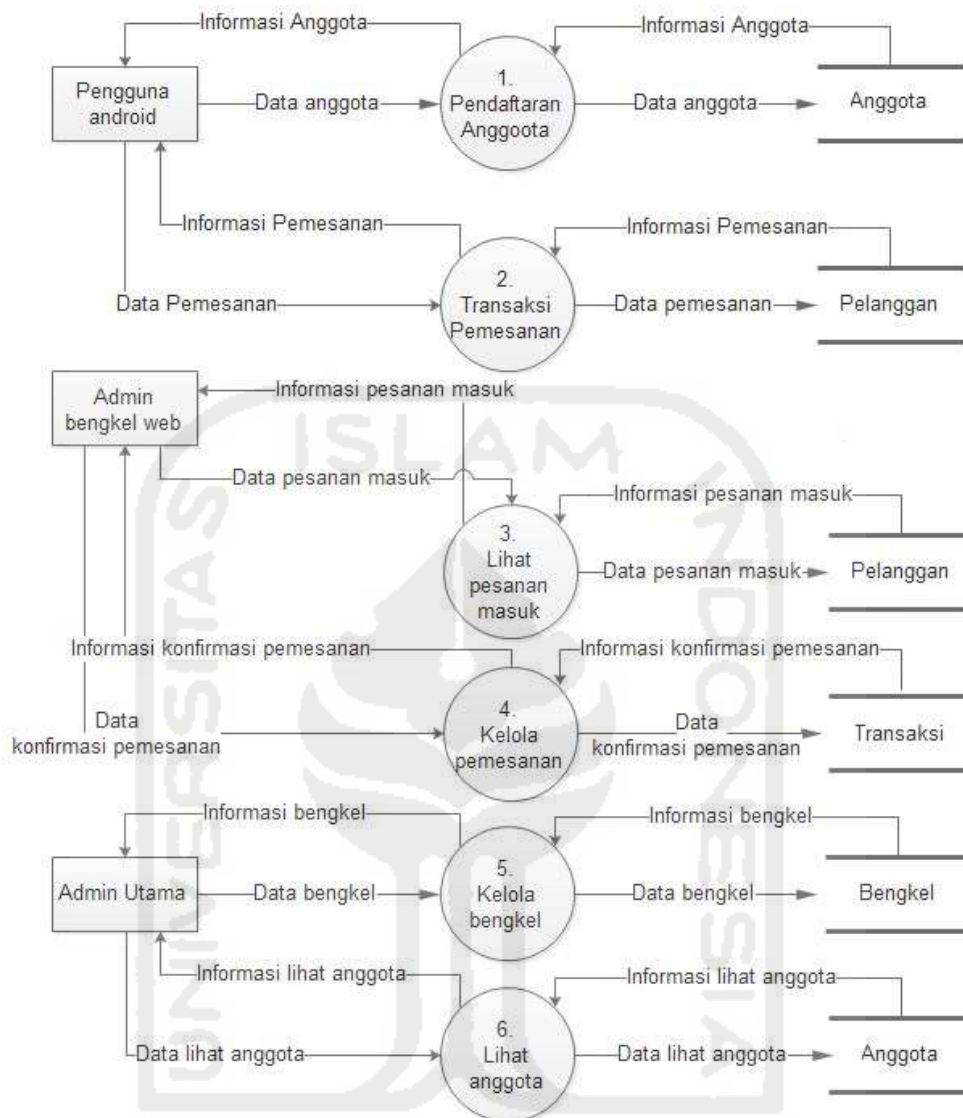 Informasi Anggota
Informasi Anggota
Pengguna
android
Data anggota
1.
Pendaftaran
Anggoota
Data anggota
Anggota
Informasi Pemesanan
Informasi Pemesanan
Data Pemesanan
2.
Transaksi
Pemesanan
Data pemesanan
Pelanggan
Admin
bengkel web
Informasi pesanan masuk
Data pesanan masuk
Informasi pesanan masuk
3.
Lihat
pesanan
masuk
Data pesanan masuk
Pelanggan
Informasi konfirmasi pemesanan
Informasi konfirmasi pemesanan
Data
konfirmasi pemesanan
4.
Kelola
pemesanan
Data
konfirmasi pemesanan
Transaksi
Informasi bengkel
Informasi bengkel
Admin Utama
Data bengkel
5.
Kelola
bengkel
Data bengkel
Bengkel
Informasi lihat anggota
Informasi lihat anggota
Data lihat anggota
6.
Lihat
anggota
Data lihat anggota
Anggota
UNIVERSITAS
ISLAM
INDONESIA